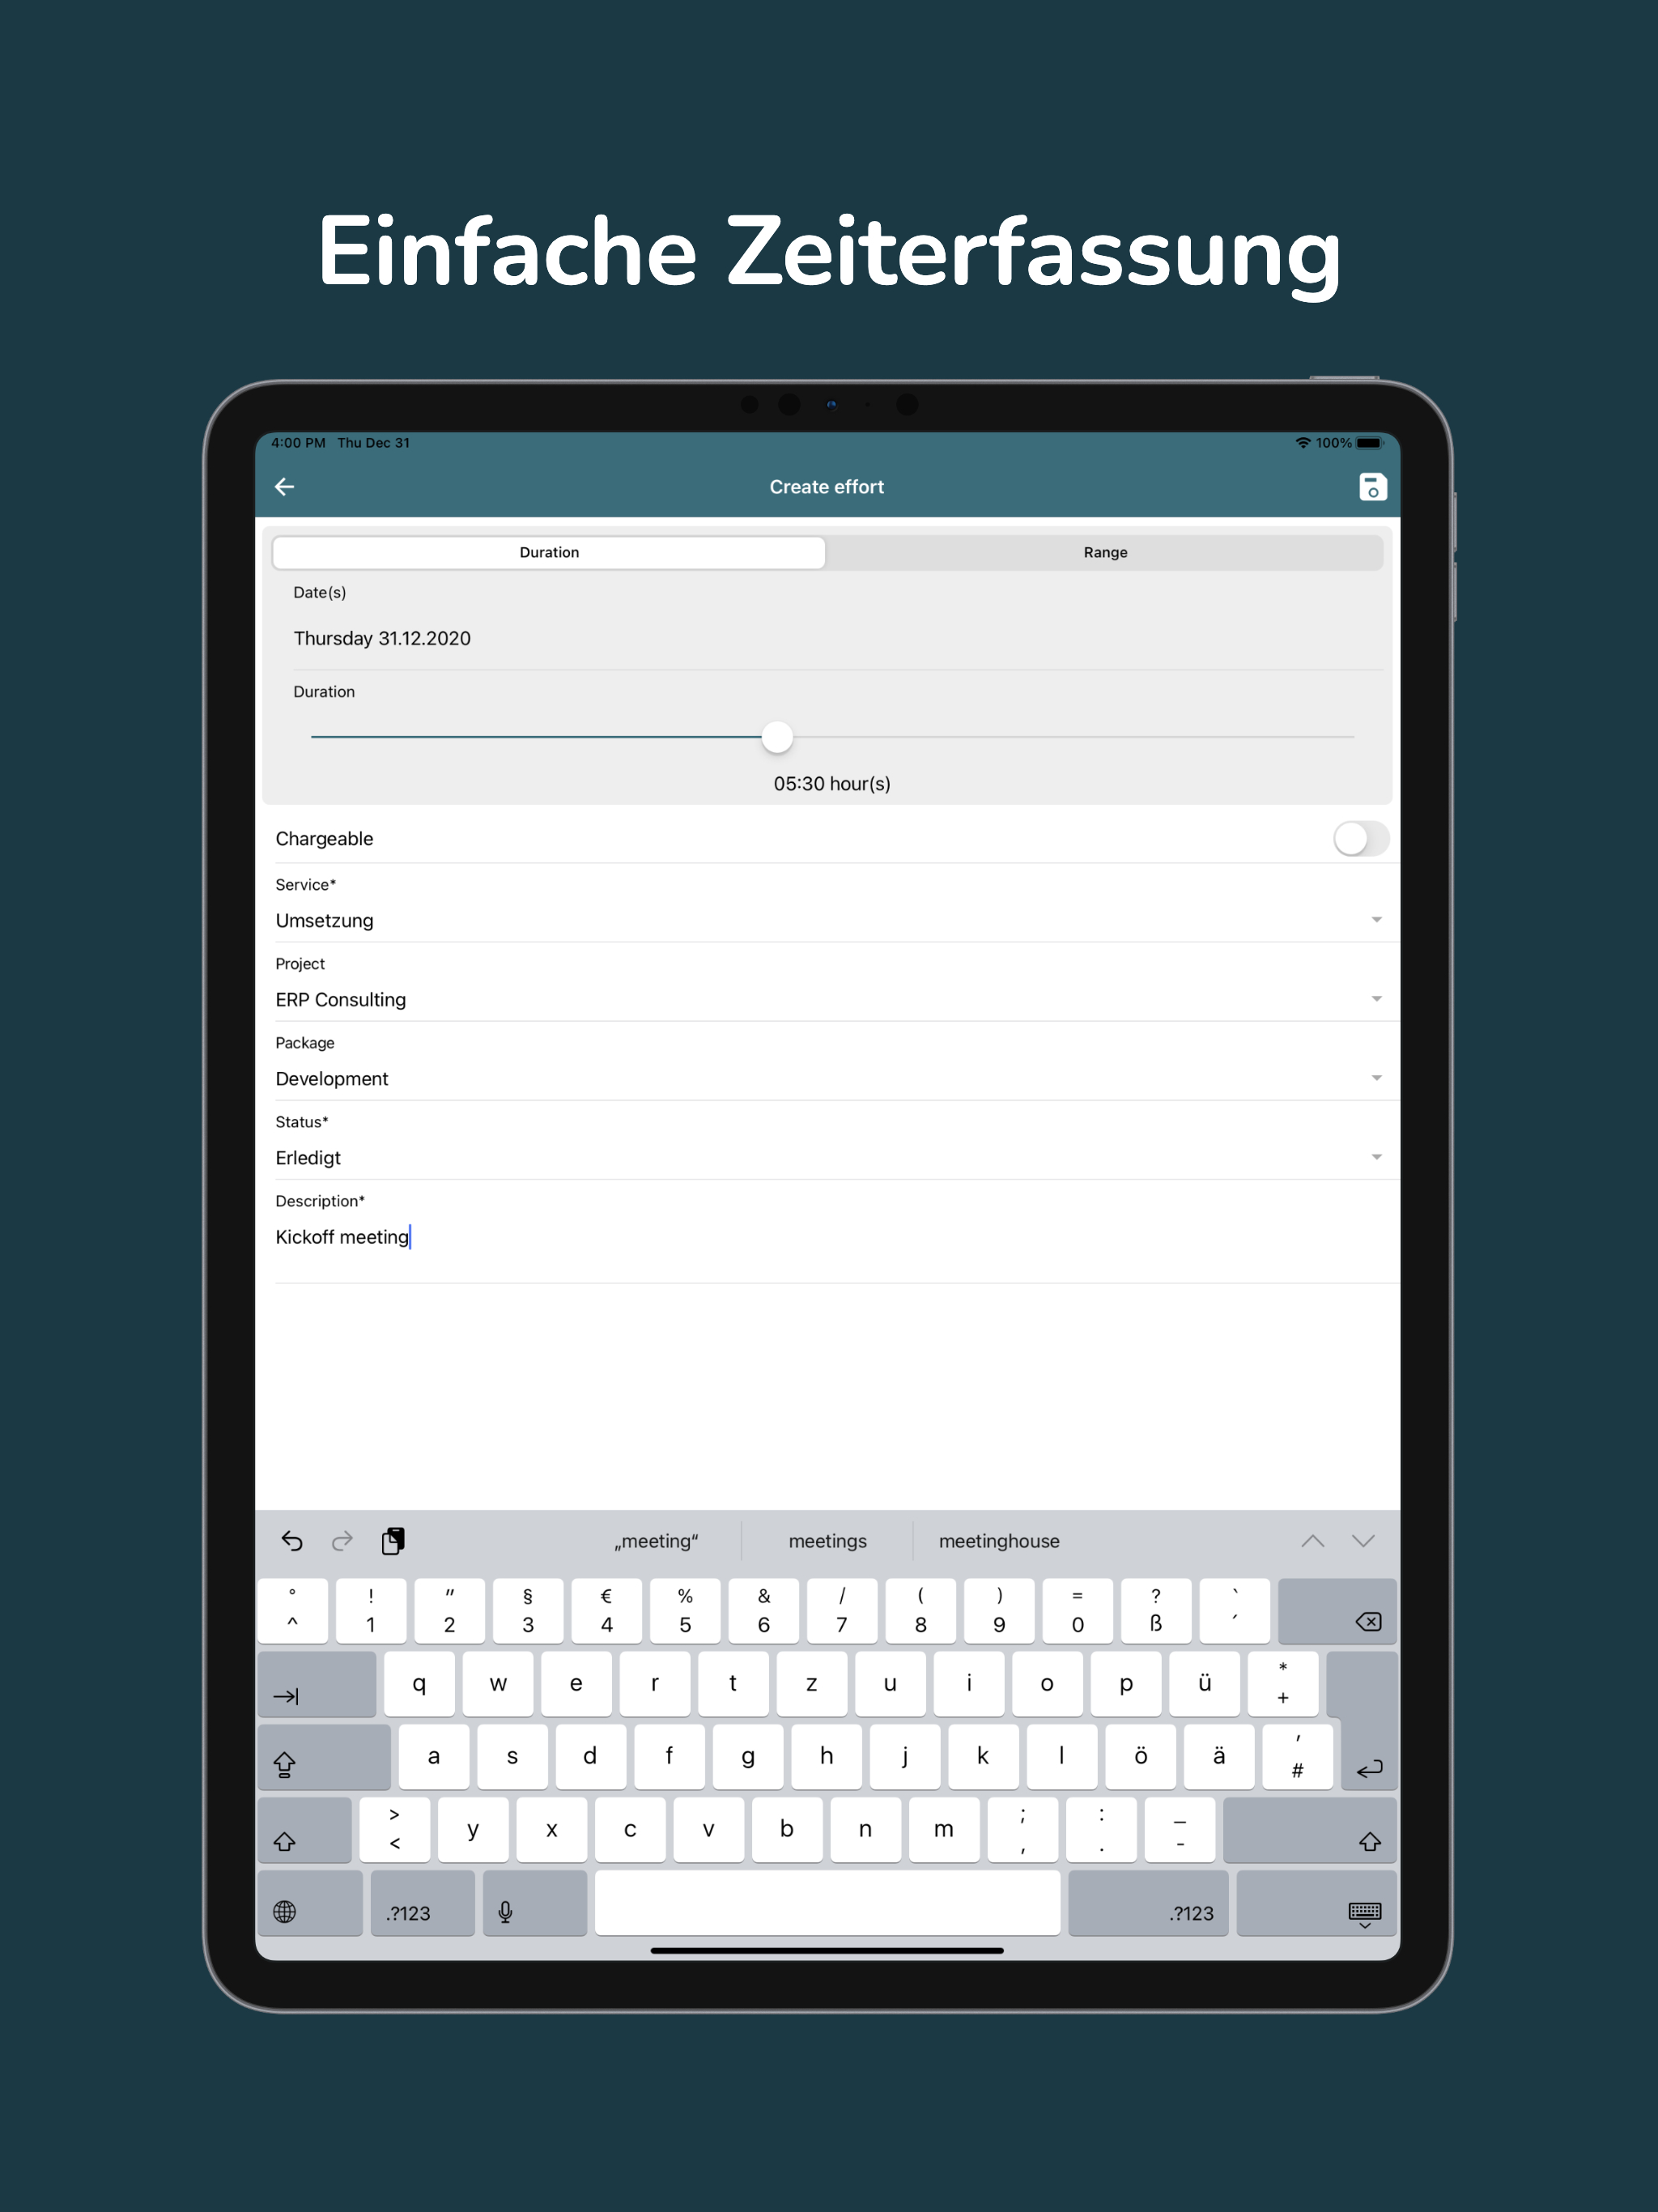 Einfache Zeiterfassung
4:00 PM Thu Dec 31 100%
Create effort
Duration Range
Date(s)
Thursday 31.12.2020
Duration
05:30 hour(s)
Chargeable
Service*
Umsetzung
Project
ERP Consulting
Package
Development
Status*
Erledigt
Description*
Kickoff meeting
„meeting“ meetings meetinghouse
° ! " § € % & / ( ) = ? `
^ 1 2 3 4 5 6 7 8 9 0 ß ´
q w e r t z u i o p ü * +
a s d f g h j k l ö ä ' #
> < y x c v b n m ; , : . _ -
.?123 .?123